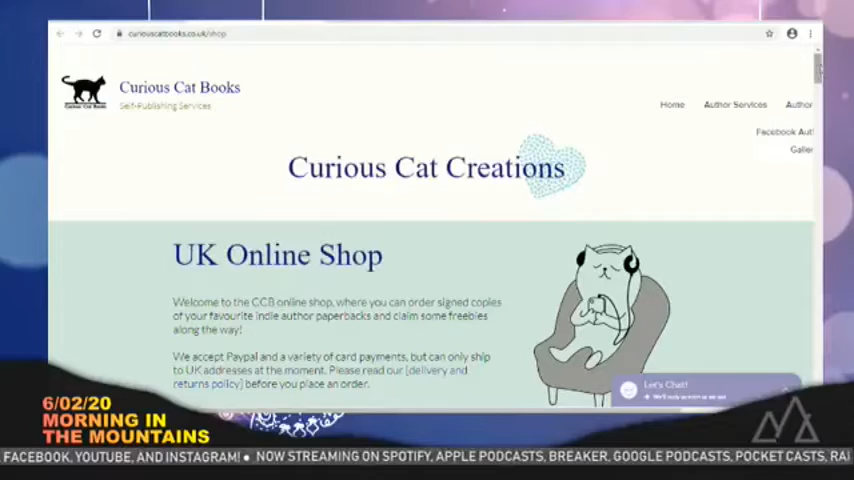 curiouscatbooks.co.uk/shop
Curious Cat Books
Curious Cat Books
Self-Publishing Services
Home Author Services Author
Facebook Aut
Galler
Curious Cat Creations
UK Online Shop
Welcome to the CCB online shop, where you can order signed copies
of your favourite indie author paperbacks and claim some freebies
along the way!
We accept Paypal and a variety of card payments, but can only ship
to UK addresses at the moment. Please read our [delivery and
returns policy] before you place an order.
Let's Chat!
6/02/20
MORNING IN
THE MOUNTAINS
FACEBOOK, YOUTUBE, AND INSTAGRAM! ● NOW STREAMING ON SPOTIFY, APPLE PODCASTS, BREAKER, GOOGLE PODCASTS, POCKET CASTS, RA